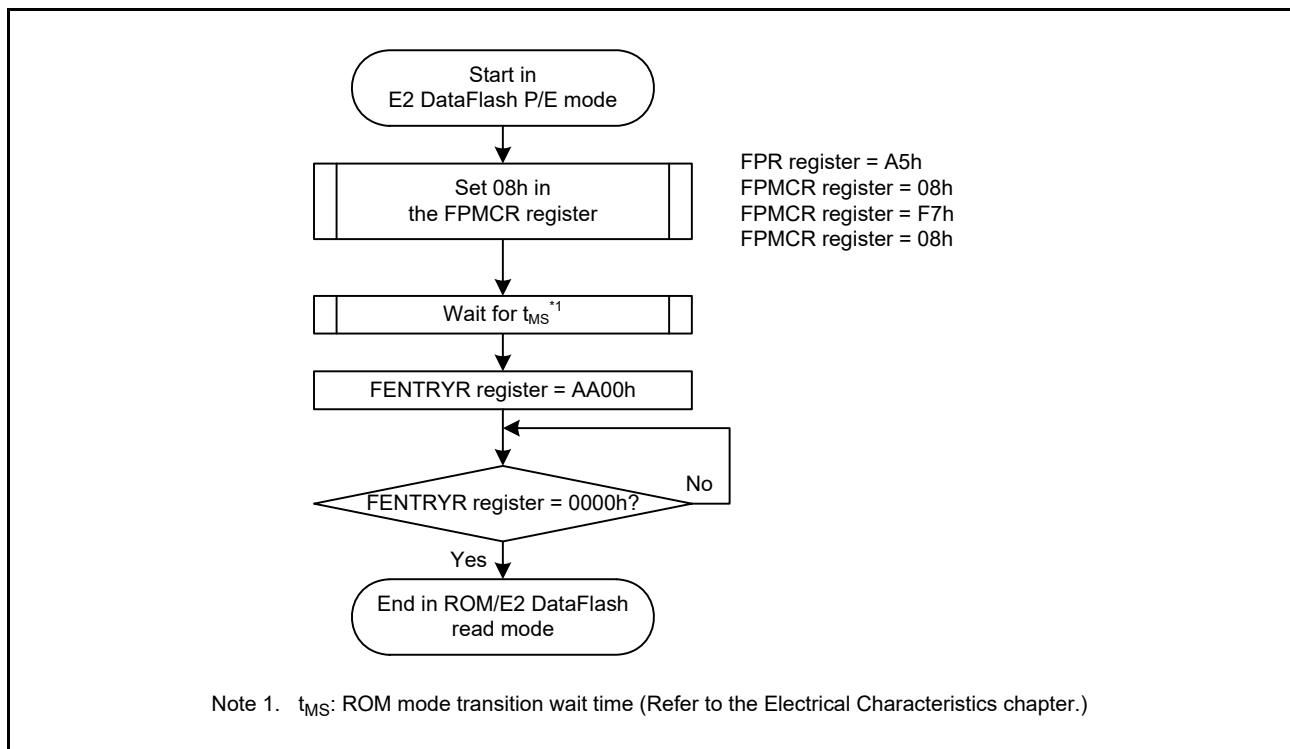 Start in
E2 DataFlash P/E mode
Set 08h in
the FPMCR register
FPR register = A5h
FPMCR register = 08h
FPMCR register = F7h
FPMCR register = 08h
Wait for tMS*1
FENTRYR register = AA00h
FENTRYR register = 0000h?
No
Yes
End in ROM/E2 DataFlash
read mode
Note 1. tMS: ROM mode transition wait time (Refer to the Electrical Characteristics chapter.)